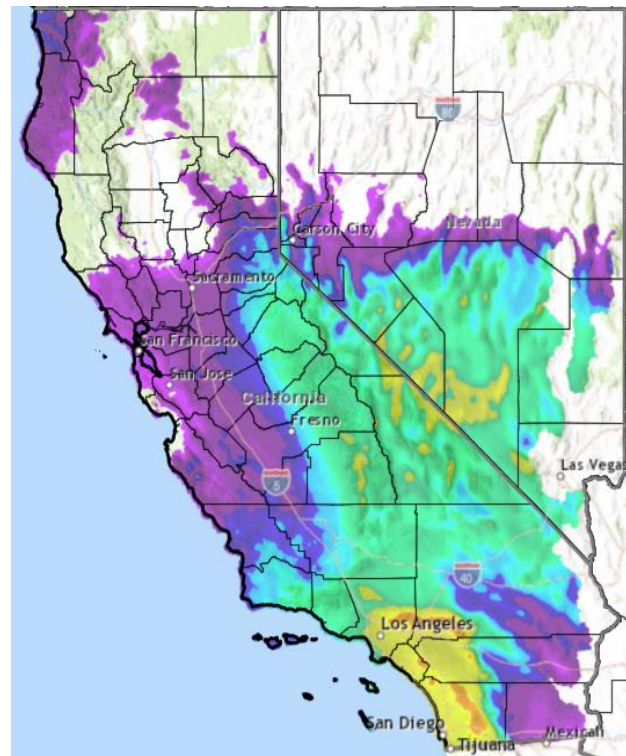 80
Nevada
Carson City
Sacramento
San Francisco
San Jose
California
Fresno
5
Las Vegas
40
Los Angeles
San Diego
Tijuana
Mexicali